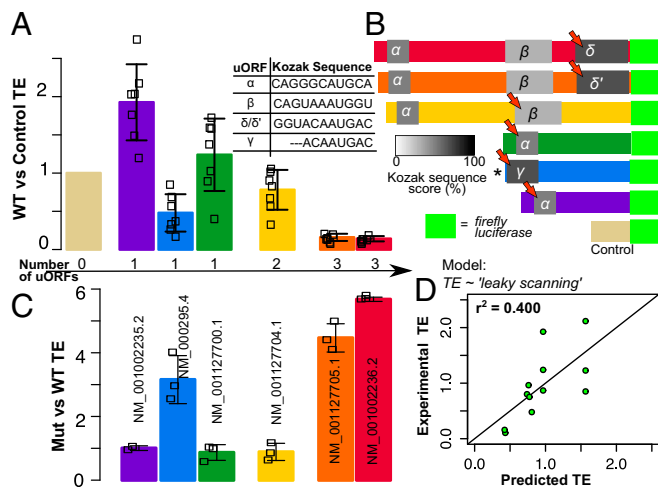 A
WT vs Control TE
2
1
0
uORF Kozak Sequence
α CAGGGCAUGCA
β CAGUAAAUGGU
δ/δ' GGUACAAUGAC
γ ---ACAAUGAC
Number of uORFs
0 1 1 1 2 3 3
B
α β δ
α β δ'
α β
α
* γ
α
0 100
Kozak sequence
score (%)
= firefly
luciferase
Control
C
Mut vs WT TE
6
4
2
0
NM_001002235.2
NM_000295.4
NM_001127700.1
NM_001127704.1
NM_001127705.1
NM_001002236.2
Model:
TE ~ 'leaky scanning'
D
r² = 0.400
Experimental TE
2.0
1.0
0.0
0.0 1.0 2.0
Predicted TE